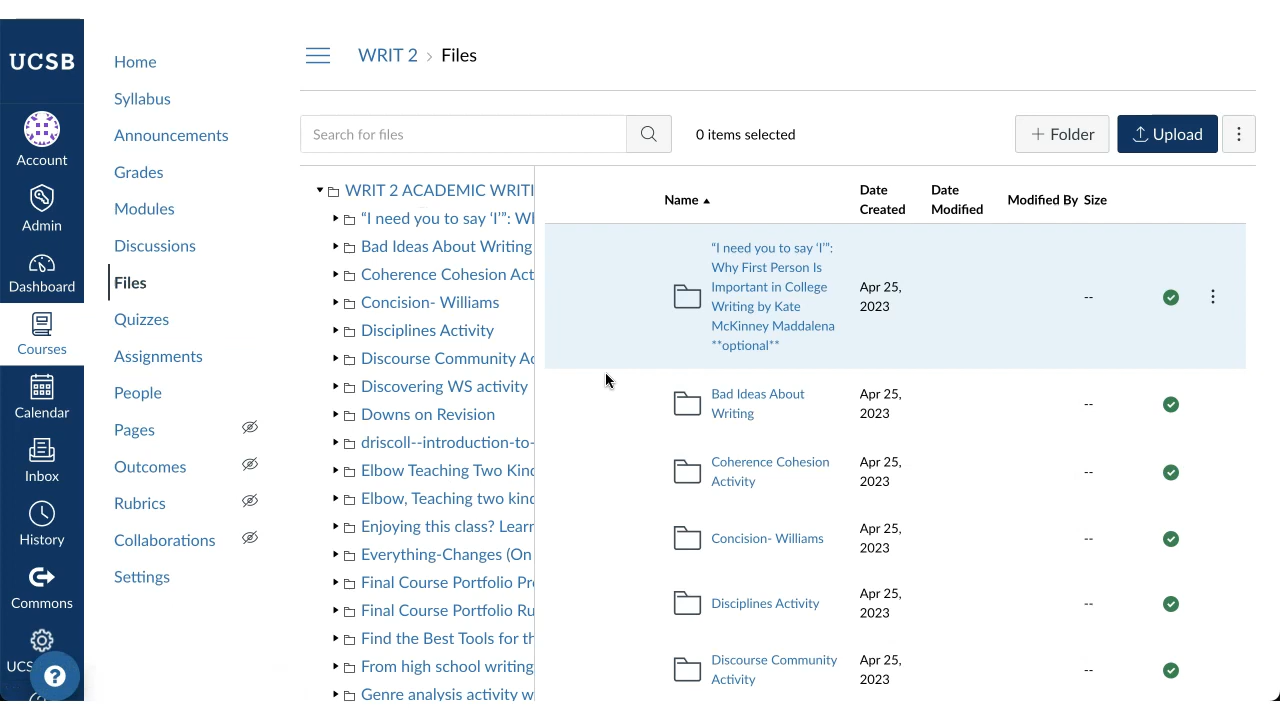 UCSB
Account
Admin
Dashboard
Courses
Calendar
Inbox
History
Commons
UCS
?
Home
Syllabus
Announcements
Grades
Modules
Discussions
Files
Quizzes
Assignments
People
Pages
Outcomes
Rubrics
Collaborations
Settings
WRIT 2 › Files
Search for files
0 items selected
+ Folder
Upload
WRIT 2 ACADEMIC WRITI
“I need you to say ‘I’”: Wh
Bad Ideas About Writing
Coherence Cohesion Act
Concision- Williams
Disciplines Activity
Discourse Community Ac
Discovering WS activity
Downs on Revision
driscoll--introduction-to-
Elbow Teaching Two Kind
Elbow, Teaching two kind
Enjoying this class? Learn
Everything-Changes (On
Final Course Portfolio Pro
Final Course Portfolio Ru
Find the Best Tools for th
From high school writing
Genre analysis activity w
Name
Date
Created
Date
Modified
Modified By
Size
“I need you to say ‘I’”:
Why First Person Is
Important in College
Writing by Kate
McKinney Maddalena
**optional**
Apr 25,
2023
--
Bad Ideas About
Writing
Apr 25,
2023
--
Coherence Cohesion
Activity
Apr 25,
2023
--
Concision- Williams
Apr 25,
2023
--
Disciplines Activity
Apr 25,
2023
--
Discourse Community
Activity
Apr 25,
2023
--